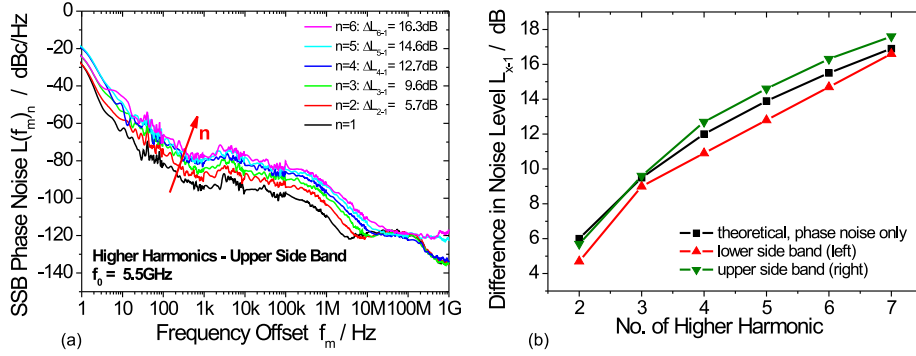 (a)
SSB Phase Noise L(fₘ)ₙ / dBc/Hz
0
-20
-40
-60
-80
-100
-120
-140
n=6: ΔL₆₋₁ = 16.3dB
n=5: ΔL₅₋₁ = 14.6dB
n=4: ΔL₄₋₁ = 12.7dB
n=3: ΔL₃₋₁ = 9.6dB
n=2: ΔL₂₋₁ = 5.7dB
n=1
n
Higher Harmonics - Upper Side Band
f₀ = 5.5GHz
1 10 100 1k 10k 100k 1M 10M100M 1G
Frequency Offset fₘ / Hz
(b)
Difference in Noise Level Lₓ₋₁ / dB
18
16
14
12
10
8
6
4
theoretical, phase noise only
lower side band (left)
upper side band (right)
2 3 4 5 6 7
No. of Higher Harmonic